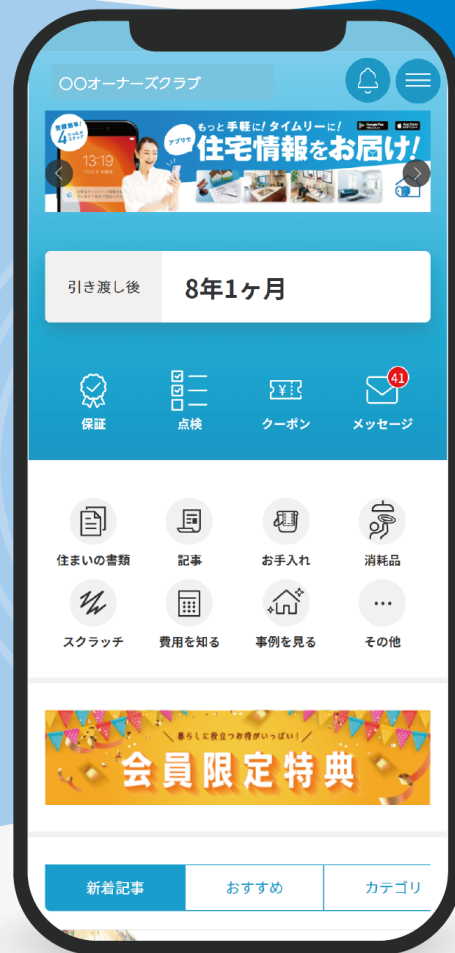 〇〇オーナーズクラブ
登録簡単!
4
もっと手軽に!タイムリーに!
アプリで
住宅情報をお届け!
Google Play
App Store
13:19
引き渡し後
8年1ヶ月
41
保証
点検
クーポン
メッセージ
住まいの書類
記事
お手入れ
消耗品
スクラッチ
費用を知る
事例を見る
その他
暮らしに役立つお得がいっぱい!
会員限定特典
新着記事
おすすめ
カテゴリ